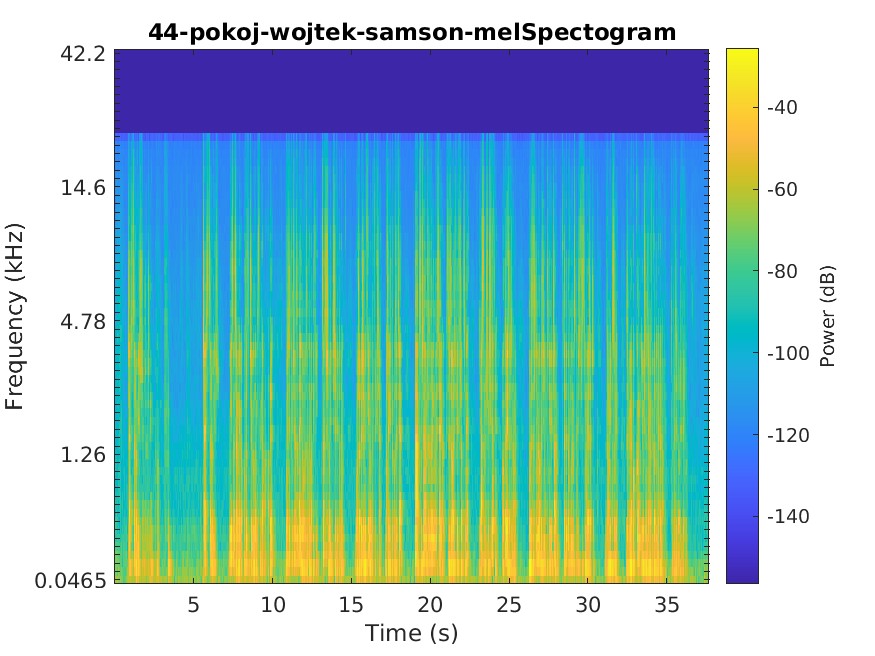 44-pokoj-wojtek-samson-melSpectogram
42.2
14.6
4.78
1.26
0.0465
Frequency (kHz)
5 10 15 20 25 30 35
Time (s)
-40
-60
-80
-100
-120
-140
Power (dB)